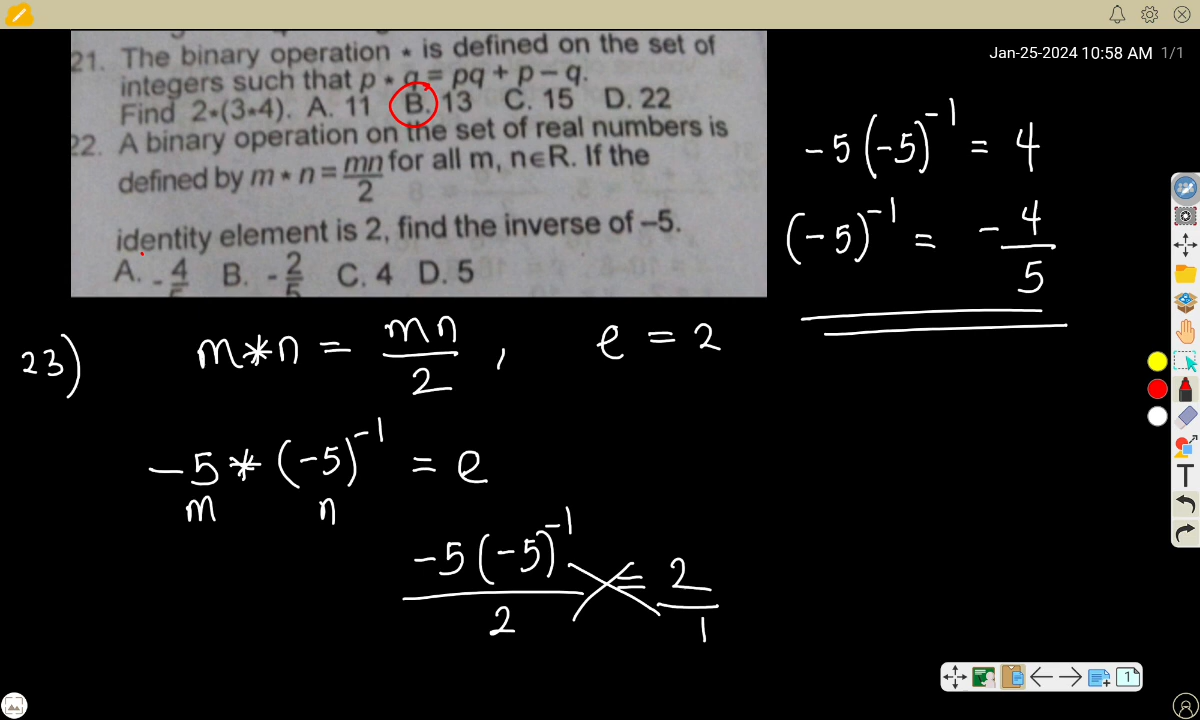 Jan-25-2024 10:58 AM 1/1
21. The binary operation * is defined on the set of
integers such that p * q = pq + p – q.
Find 2*(3*4). A. 11 B. 13 C. 15 D. 22
22. A binary operation on the set of real numbers is
defined by m * n = mn/2 for all m, n∈R. If the
identity element is 2, find the inverse of –5.
A. - 4/5 B. - 2/5 C. 4 D. 5
23) m*n = mn/2 , e = 2
-5 * (-5)⁻¹ = e
m n
-5(-5)⁻¹/2 = 2/1
-5(-5)⁻¹ = 4
(-5)⁻¹ = -4/5
T
1